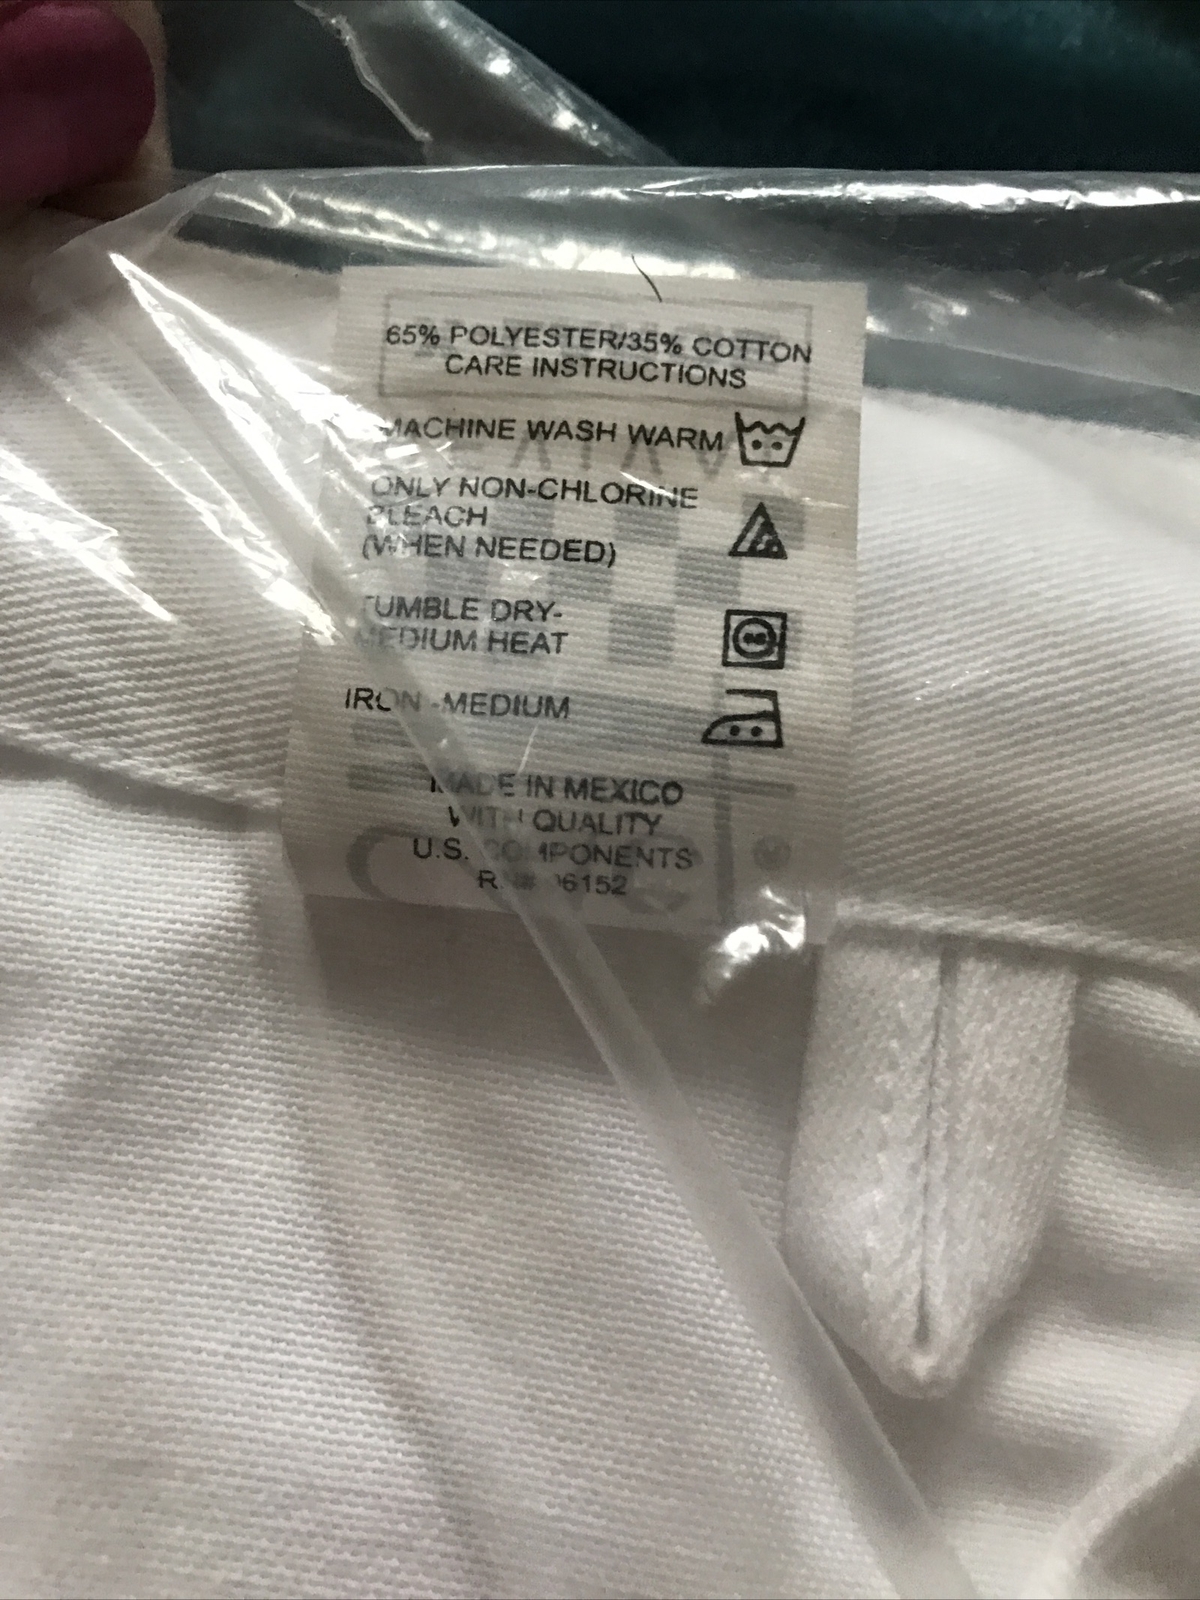 65% POLYESTER/35% COTTON
CARE INSTRUCTIONS
MACHINE WASH WARM
ONLY NON-CHLORINE
BLEACH
(WHEN NEEDED)
TUMBLE DRY-
MEDIUM HEAT
IRON -MEDIUM
MADE IN MEXICO
WITH QUALITY
U.S. COMPONENTS